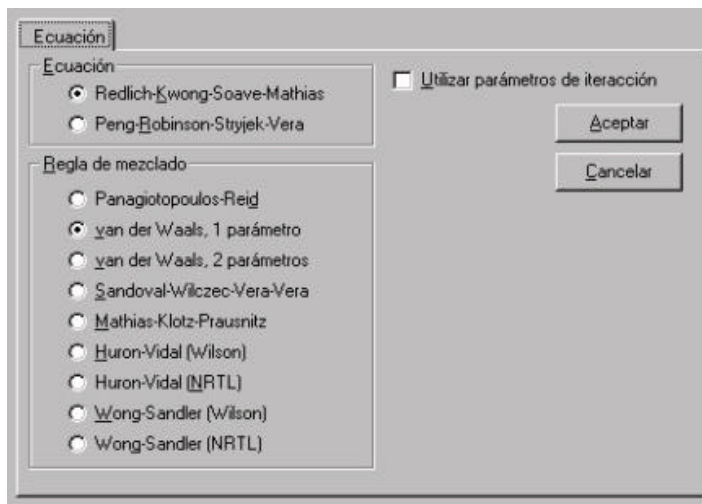 Ecuación
Ecuación
Redlich-Kwong-Soave-Mathias
Peng-Robinson-Stryjek-Vera
Regla de mezclado
Panagiotopoulos-Reid
van der Waals, 1 parámetro
van der Waals, 2 parámetros
Sandoval-Wilczec-Vera-Vera
Mathias-Klotz-Prausnitz
Huron-Vidal (Wilson)
Huron-Vidal (NRTL)
Wong-Sandler (Wilson)
Wong-Sandler (NRTL)
Utilizar parámetros de iteracción
Aceptar
Cancelar